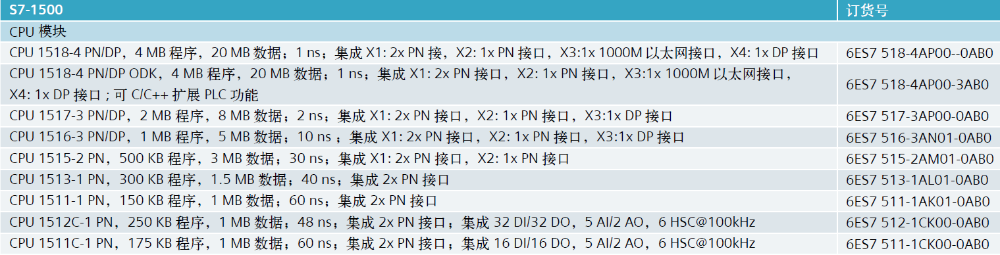 S7-1500 订货号
CPU 模块
CPU 1518-4 PN/DP，4 MB 程序，20 MB 数据；1 ns；集成 X1: 2x PN 接，X2: 1x PN 接口，X3:1x 1000M 以太网接口，X4: 1x DP 接口 6ES7 518-4AP00--0AB0
CPU 1518-4 PN/DP ODK，4 MB 程序，20 MB 数据；1 ns；集成 X1: 2x PN 接口，X2: 1x PN 接口，X3:1x 1000M 以太网接口，
X4: 1x DP 接口 ; 可 C/C++ 扩展 PLC 功能 6ES7 518-4AP00-3AB0
CPU 1517-3 PN/DP，2 MB 程序，8 MB 数据；2 ns；集成 X1: 2x PN 接口，X2: 1x PN 接口，X3:1x DP 接口 6ES7 517-3AP00-0AB0
CPU 1516-3 PN/DP，1 MB 程序，5 MB 数据；10 ns ；集成 X1: 2x PN 接口，X2: 1x PN 接口，X3:1x DP 接口 6ES7 516-3AN01-0AB0
CPU 1515-2 PN，500 KB 程序，3 MB 数据；30 ns；集成 X1: 2x PN 接口，X2: 1x PN 接口 6ES7 515-2AM01-0AB0
CPU 1513-1 PN，300 KB 程序，1.5 MB 数据；40 ns；集成 2x PN 接口 6ES7 513-1AL01-0AB0
CPU 1511-1 PN，150 KB 程序，1 MB 数据；60 ns；集成 2x PN 接口 6ES7 511-1AK01-0AB0
CPU 1512C-1 PN，250 KB 程序，1 MB 数据；48 ns；集成 2x PN 接口；集成 32 DI/32 DO，5 AI/2 AO，6 HSC@100kHz 6ES7 512-1CK00-0AB0
CPU 1511C-1 PN，175 KB 程序，1 MB 数据；60 ns；集成 2x PN 接口；集成 16 DI/16 DO，5 AI/2 AO，6 HSC@100kHz 6ES7 511-1CK00-0AB0